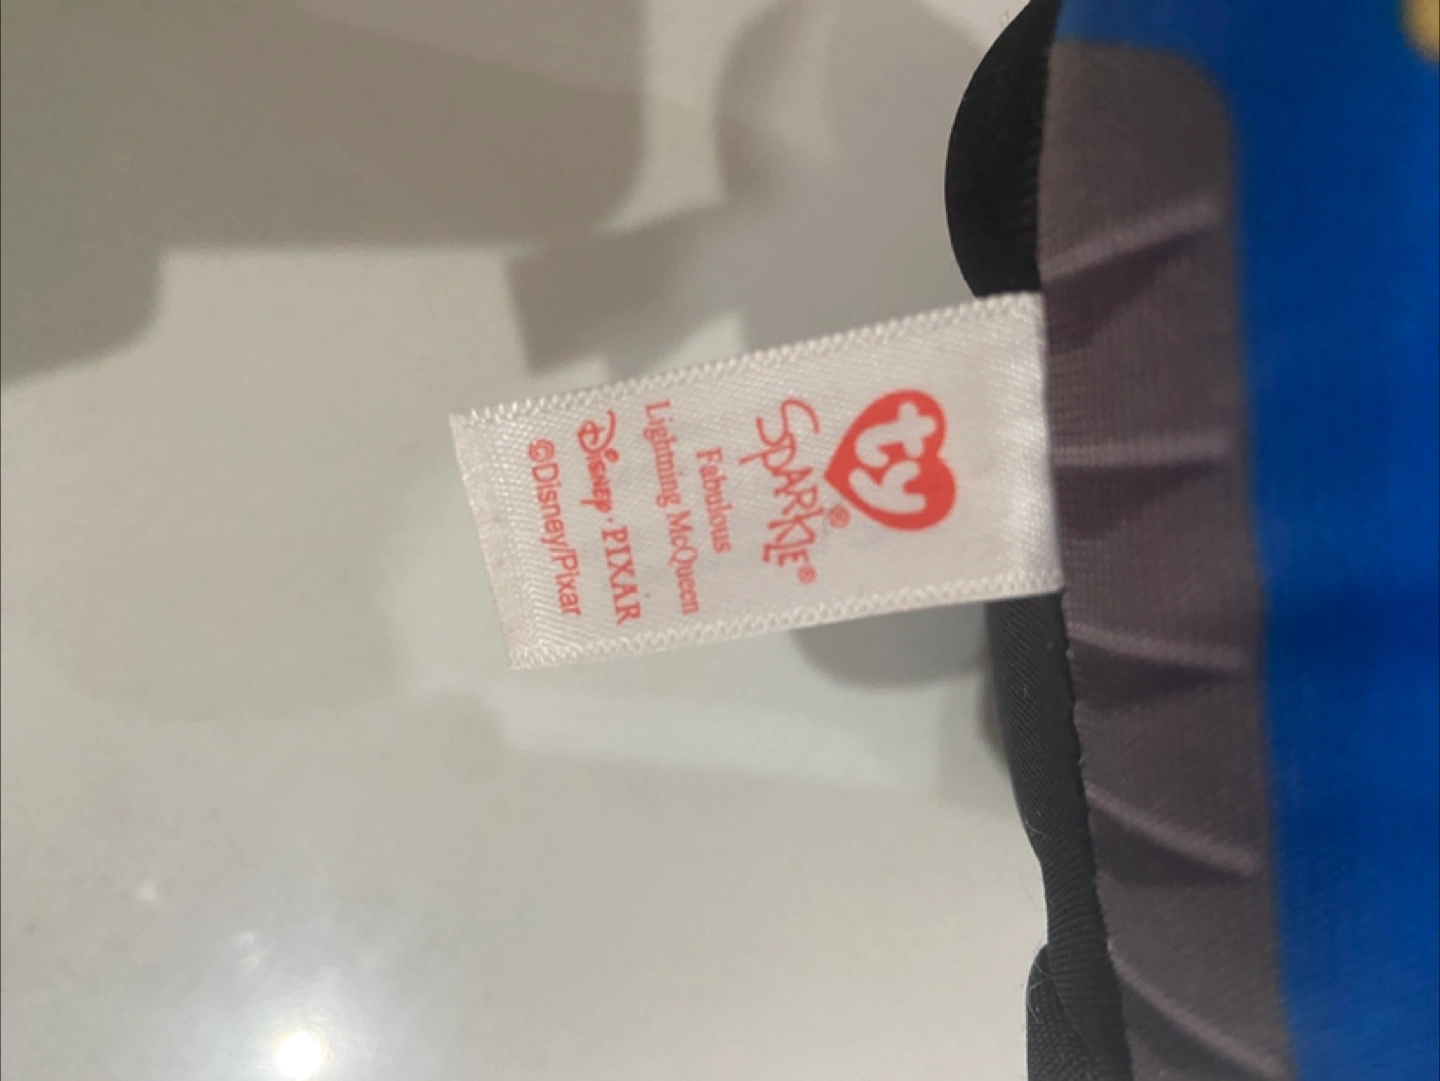 ty®
SPARKLE®
Fabulous
Lightning McQueen
Disney·PIXAR
©Disney/Pixar